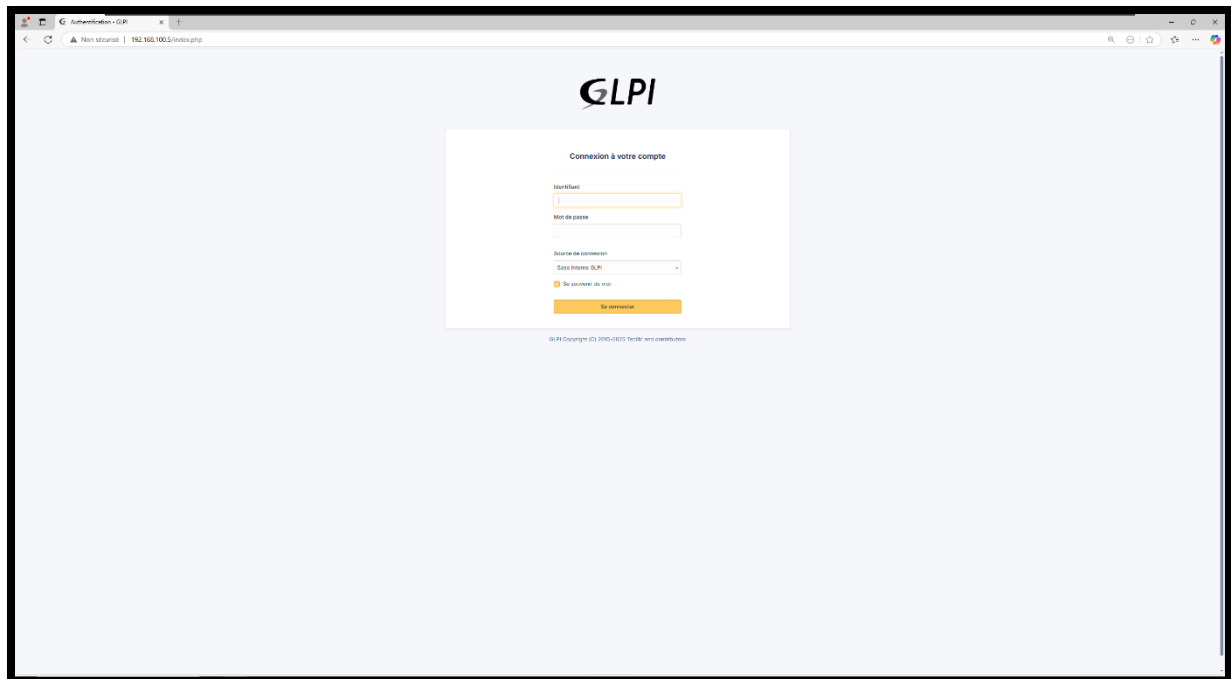 Authentification - GLPI
Non sécurisé | 192.168.100.5/index.php
GLPI
Connexion à votre compte
Identifiant
Mot de passe
Source de connexion
Base interne GLPI
Se souvenir de moi
Se connecter
GLPI Copyright (C) 2015-2025 Teclib' and contributors